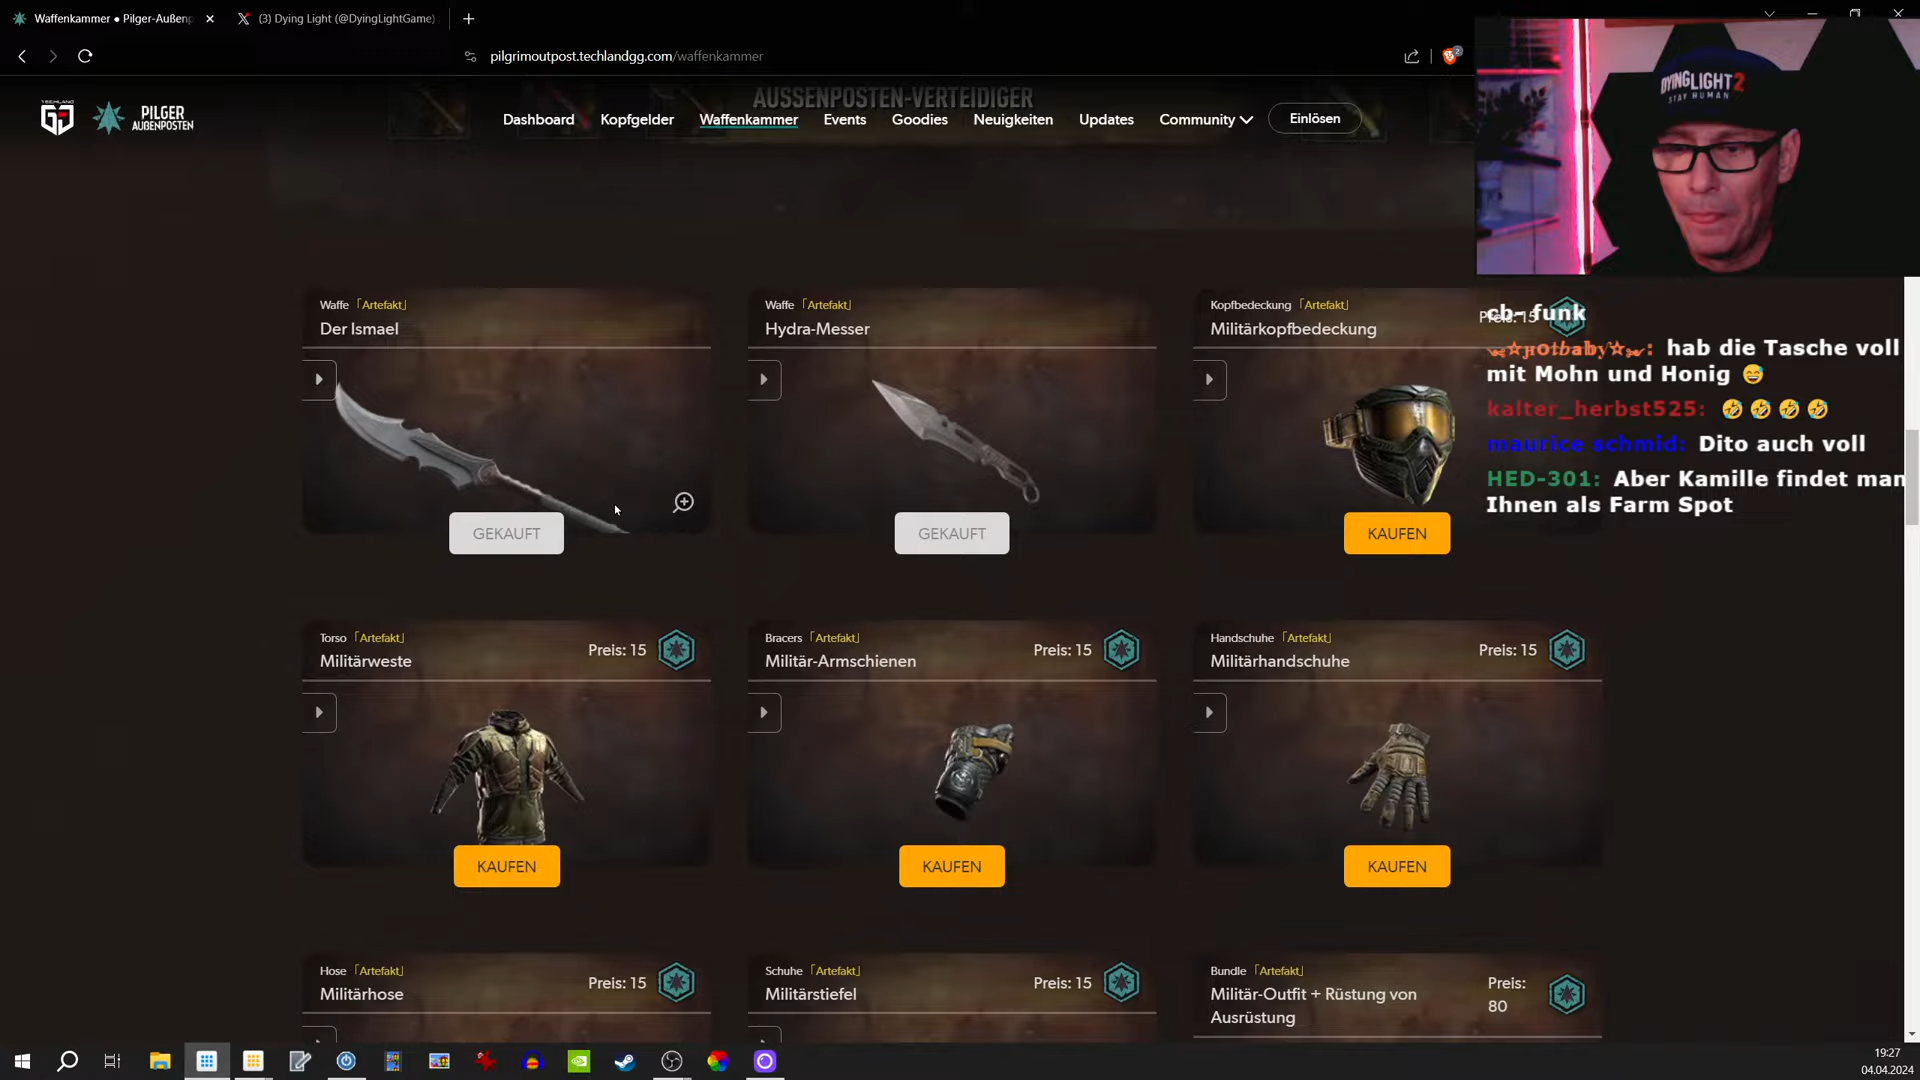 Waffenkammer ● Pilger-Außenp
(3) Dying Light (@DyingLightGame)
pilgrimoutpost.techlandgg.com/waffenkammer
2
DYING LIGHT 2
STAY HUMAN
AUSSENPOSTEN-VERTEIDIGER
TECHLAND
GG
PILGER
AUẞENPOSTEN
Dashboard
Kopfgelder
Waffenkammer
Events
Goodies
Neuigkeiten
Updates
Community
Einlösen
Waffe「Artefakt」
Der Ismael
GEKAUFT
Waffe「Artefakt」
Hydra-Messer
GEKAUFT
Kopfbedeckung「Artefakt」
Militärkopfbedeckung
Preis: 15
KAUFEN
cb- funk
hab die Tasche voll
mit Mohn und Honig 😅
kalter_herbst525: 🤣🤣🤣🤣
maurice schmid: Dito auch voll
HED-301: Aber Kamille findet man
Ihnen als Farm Spot
Torso「Artefakt」
Militärweste
Preis: 15
KAUFEN
Bracers「Artefakt」
Militär-Armschienen
Preis: 15
KAUFEN
Handschuhe「Artefakt」
Militärhandschuhe
Preis: 15
KAUFEN
Hose「Artefakt」
Militärhose
Preis: 15
Schuhe「Artefakt」
Militärstiefel
Preis: 15
Bundle「Artefakt」
Militär-Outfit + Rüstung von
Ausrüstung
Preis:
80
19:27
04.04.2024